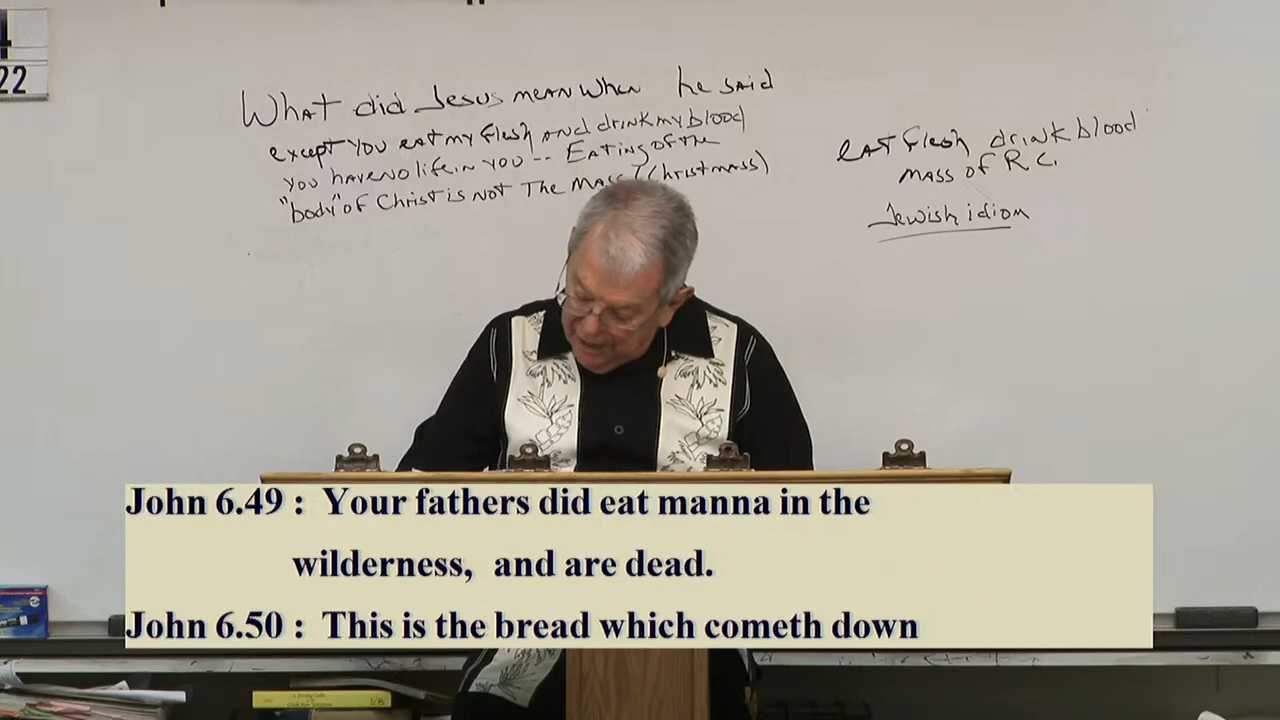 22
What did Jesus mean when he said
except you eat my flesh and drink my blood
you have no life in you -- Eating of the
"body" of Christ is not The Mass (Christmass)
eat flesh drink blood
mass of R.C.
Jewish idiom
John 6.49 : Your fathers did eat manna in the
wilderness, and are dead.
John 6.50 : This is the bread which cometh down